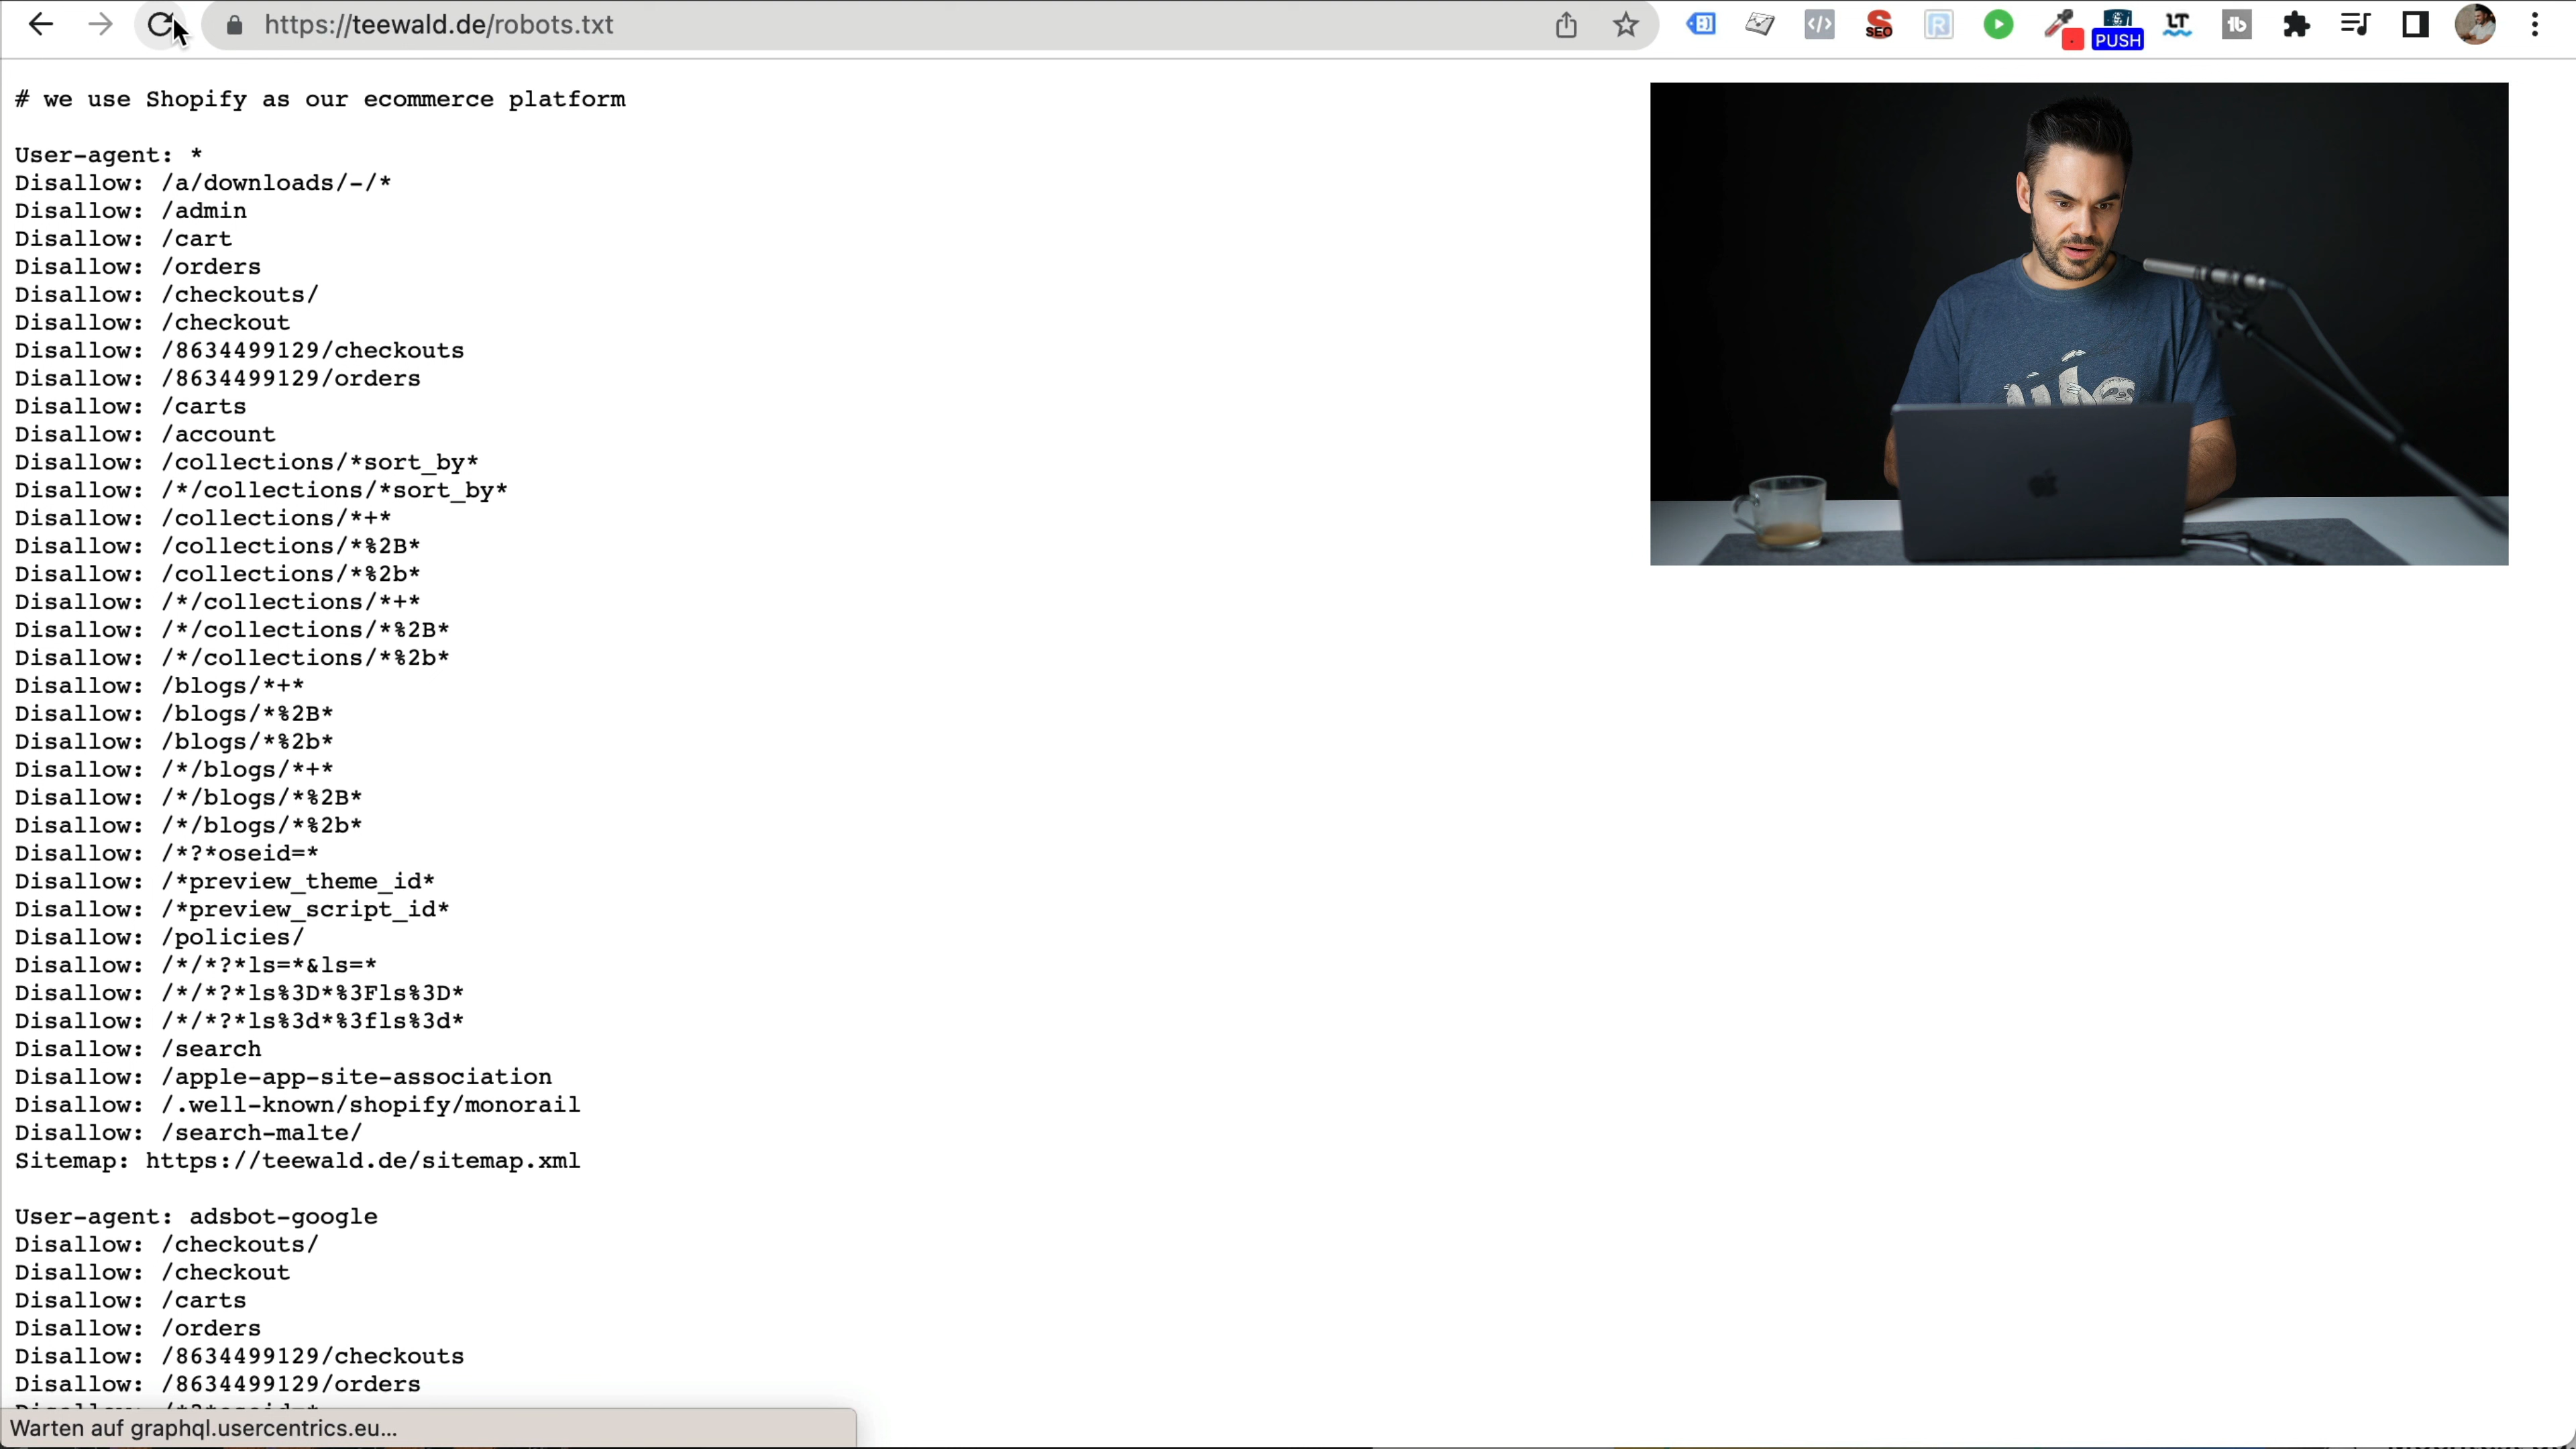 https://teewald.de/robots.txt
SEO
PUSH
LT
# we use Shopify as our ecommerce platform
User-agent: *
Disallow: /a/downloads/-/*
Disallow: /admin
Disallow: /cart
Disallow: /orders
Disallow: /checkouts/
Disallow: /checkout
Disallow: /8634499129/checkouts
Disallow: /8634499129/orders
Disallow: /carts
Disallow: /account
Disallow: /collections/*sort_by*
Disallow: /*/collections/*sort_by*
Disallow: /collections/*+*
Disallow: /collections/*%2B*
Disallow: /collections/*%2b*
Disallow: /*/collections/*+*
Disallow: /*/collections/*%2B*
Disallow: /*/collections/*%2b*
Disallow: /blogs/*+*
Disallow: /blogs/*%2B*
Disallow: /blogs/*%2b*
Disallow: /*/blogs/*+*
Disallow: /*/blogs/*%2B*
Disallow: /*/blogs/*%2b*
Disallow: /*?*oseid=*
Disallow: /*preview_theme_id*
Disallow: /*preview_script_id*
Disallow: /policies/
Disallow: /*/*?*ls=*&ls=*
Disallow: /*/*?*ls%3D*%3Fls%3D*
Disallow: /*/*?*ls%3d*%3fls%3d*
Disallow: /search
Disallow: /apple-app-site-association
Disallow: /.well-known/shopify/monorail
Disallow: /search-malte/
Sitemap: https://teewald.de/sitemap.xml
User-agent: adsbot-google
Disallow: /checkouts/
Disallow: /checkout
Disallow: /carts
Disallow: /orders
Disallow: /8634499129/checkouts
Disallow: /8634499129/orders
Warten auf graphql.usercentrics.eu...